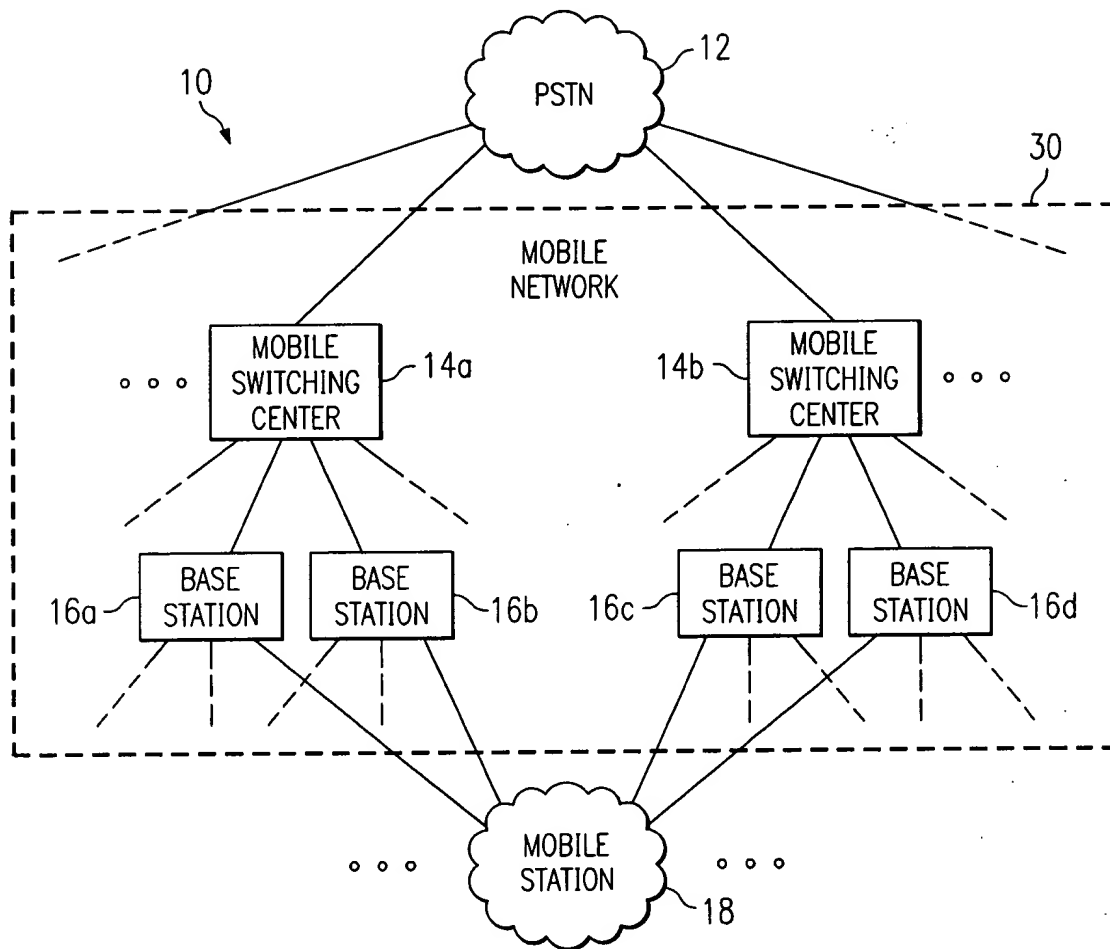 12
PSTN
10
30
MOBILE
NETWORK
MOBILE
SWITCHING
CENTER
14a
14b
MOBILE
SWITCHING
CENTER
16a
BASE
STATION
BASE
STATION
16b
16c
BASE
STATION
BASE
STATION
16d
MOBILE
STATION
18